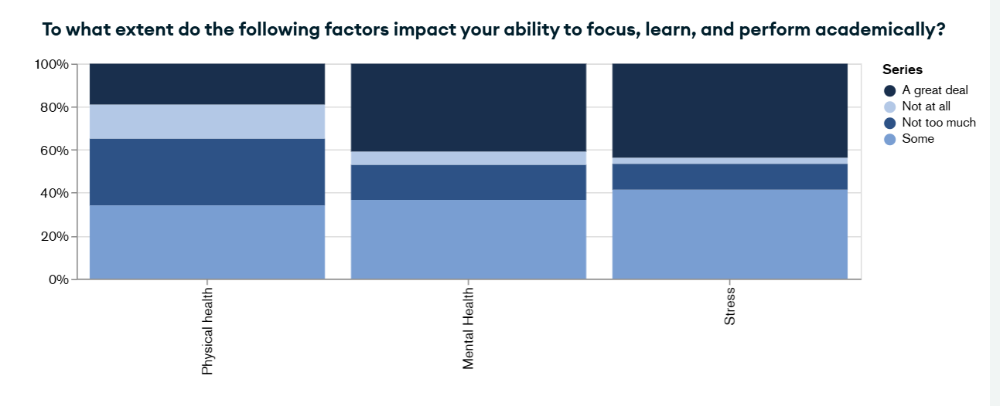 To what extent do the following factors impact your ability to focus, learn, and perform academically?
100%
80%
60%
40%
20%
0%
Physical health
Mental Health
Stress
Series
A great deal
Not at all
Not too much
Some